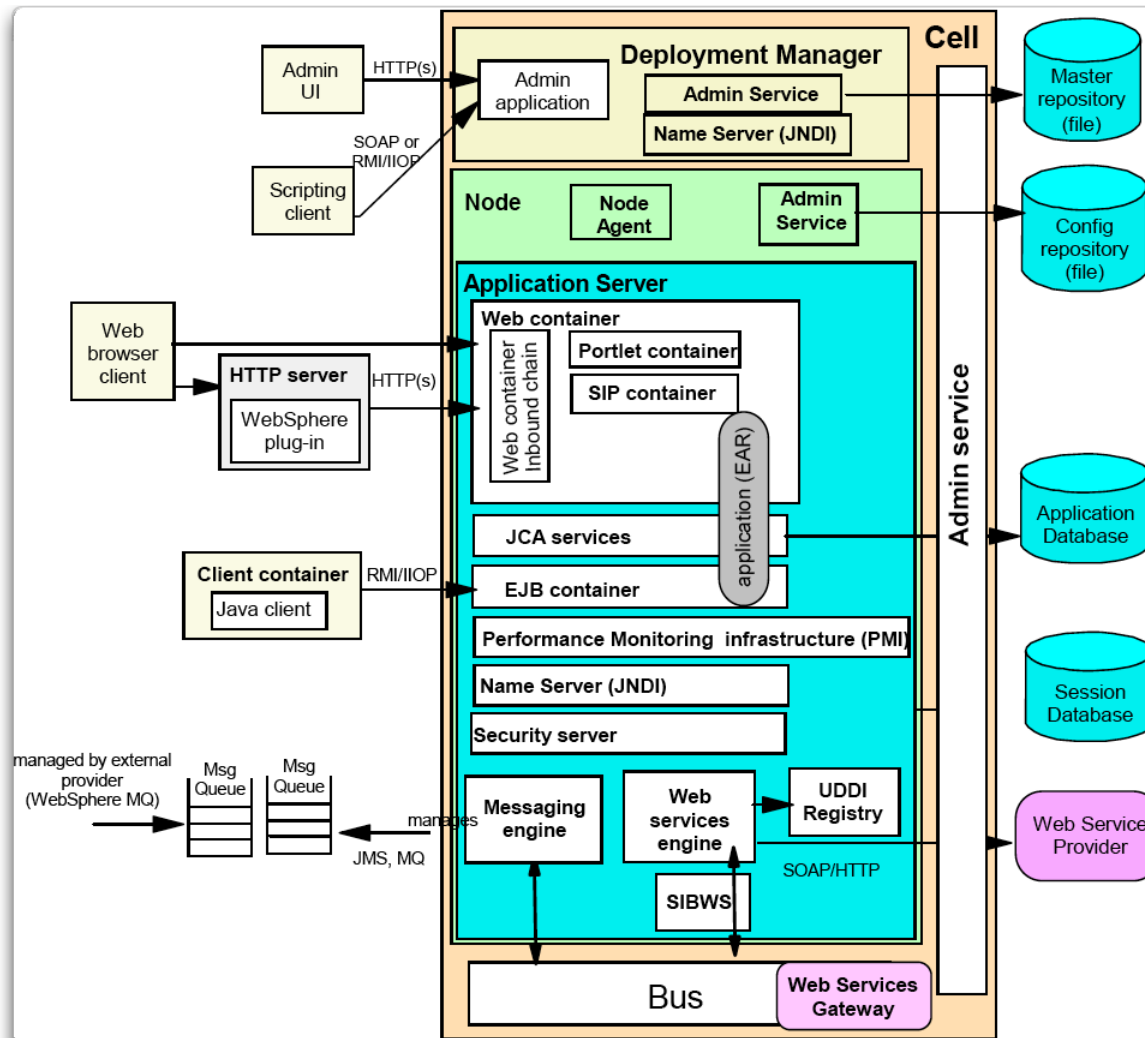 Cell
Deployment Manager
Admin
UI
HTTP(s)
Admin
application
Admin Service
Name Server (JNDI)
Master
repository
(file)
SOAP or
RMI/IIOP
Scripting
client
Node
Node
Agent
Admin
Service
Config
repository
(file)
Admin service
Application Server
Web container
Web container
Inbound chain
Portlet container
SIP container
application (EAR)
Web
browser
client
HTTP server
HTTP(s)
WebSphere
plug-in
JCA services
Application
Database
Client container
Java client
RMI/IIOP
EJB container
Performance Monitoring infrastructure (PMI)
Name Server (JNDI)
Security server
Session
Database
managed by external
provider
(WebSphere MQ)
Msg
Queue
Msg
Queue
manages
JMS, MQ
Messaging
engine
Web
services
engine
UDDI
Registry
SOAP/HTTP
Web Service
Provider
SIBWS
Bus
Web Services
Gateway